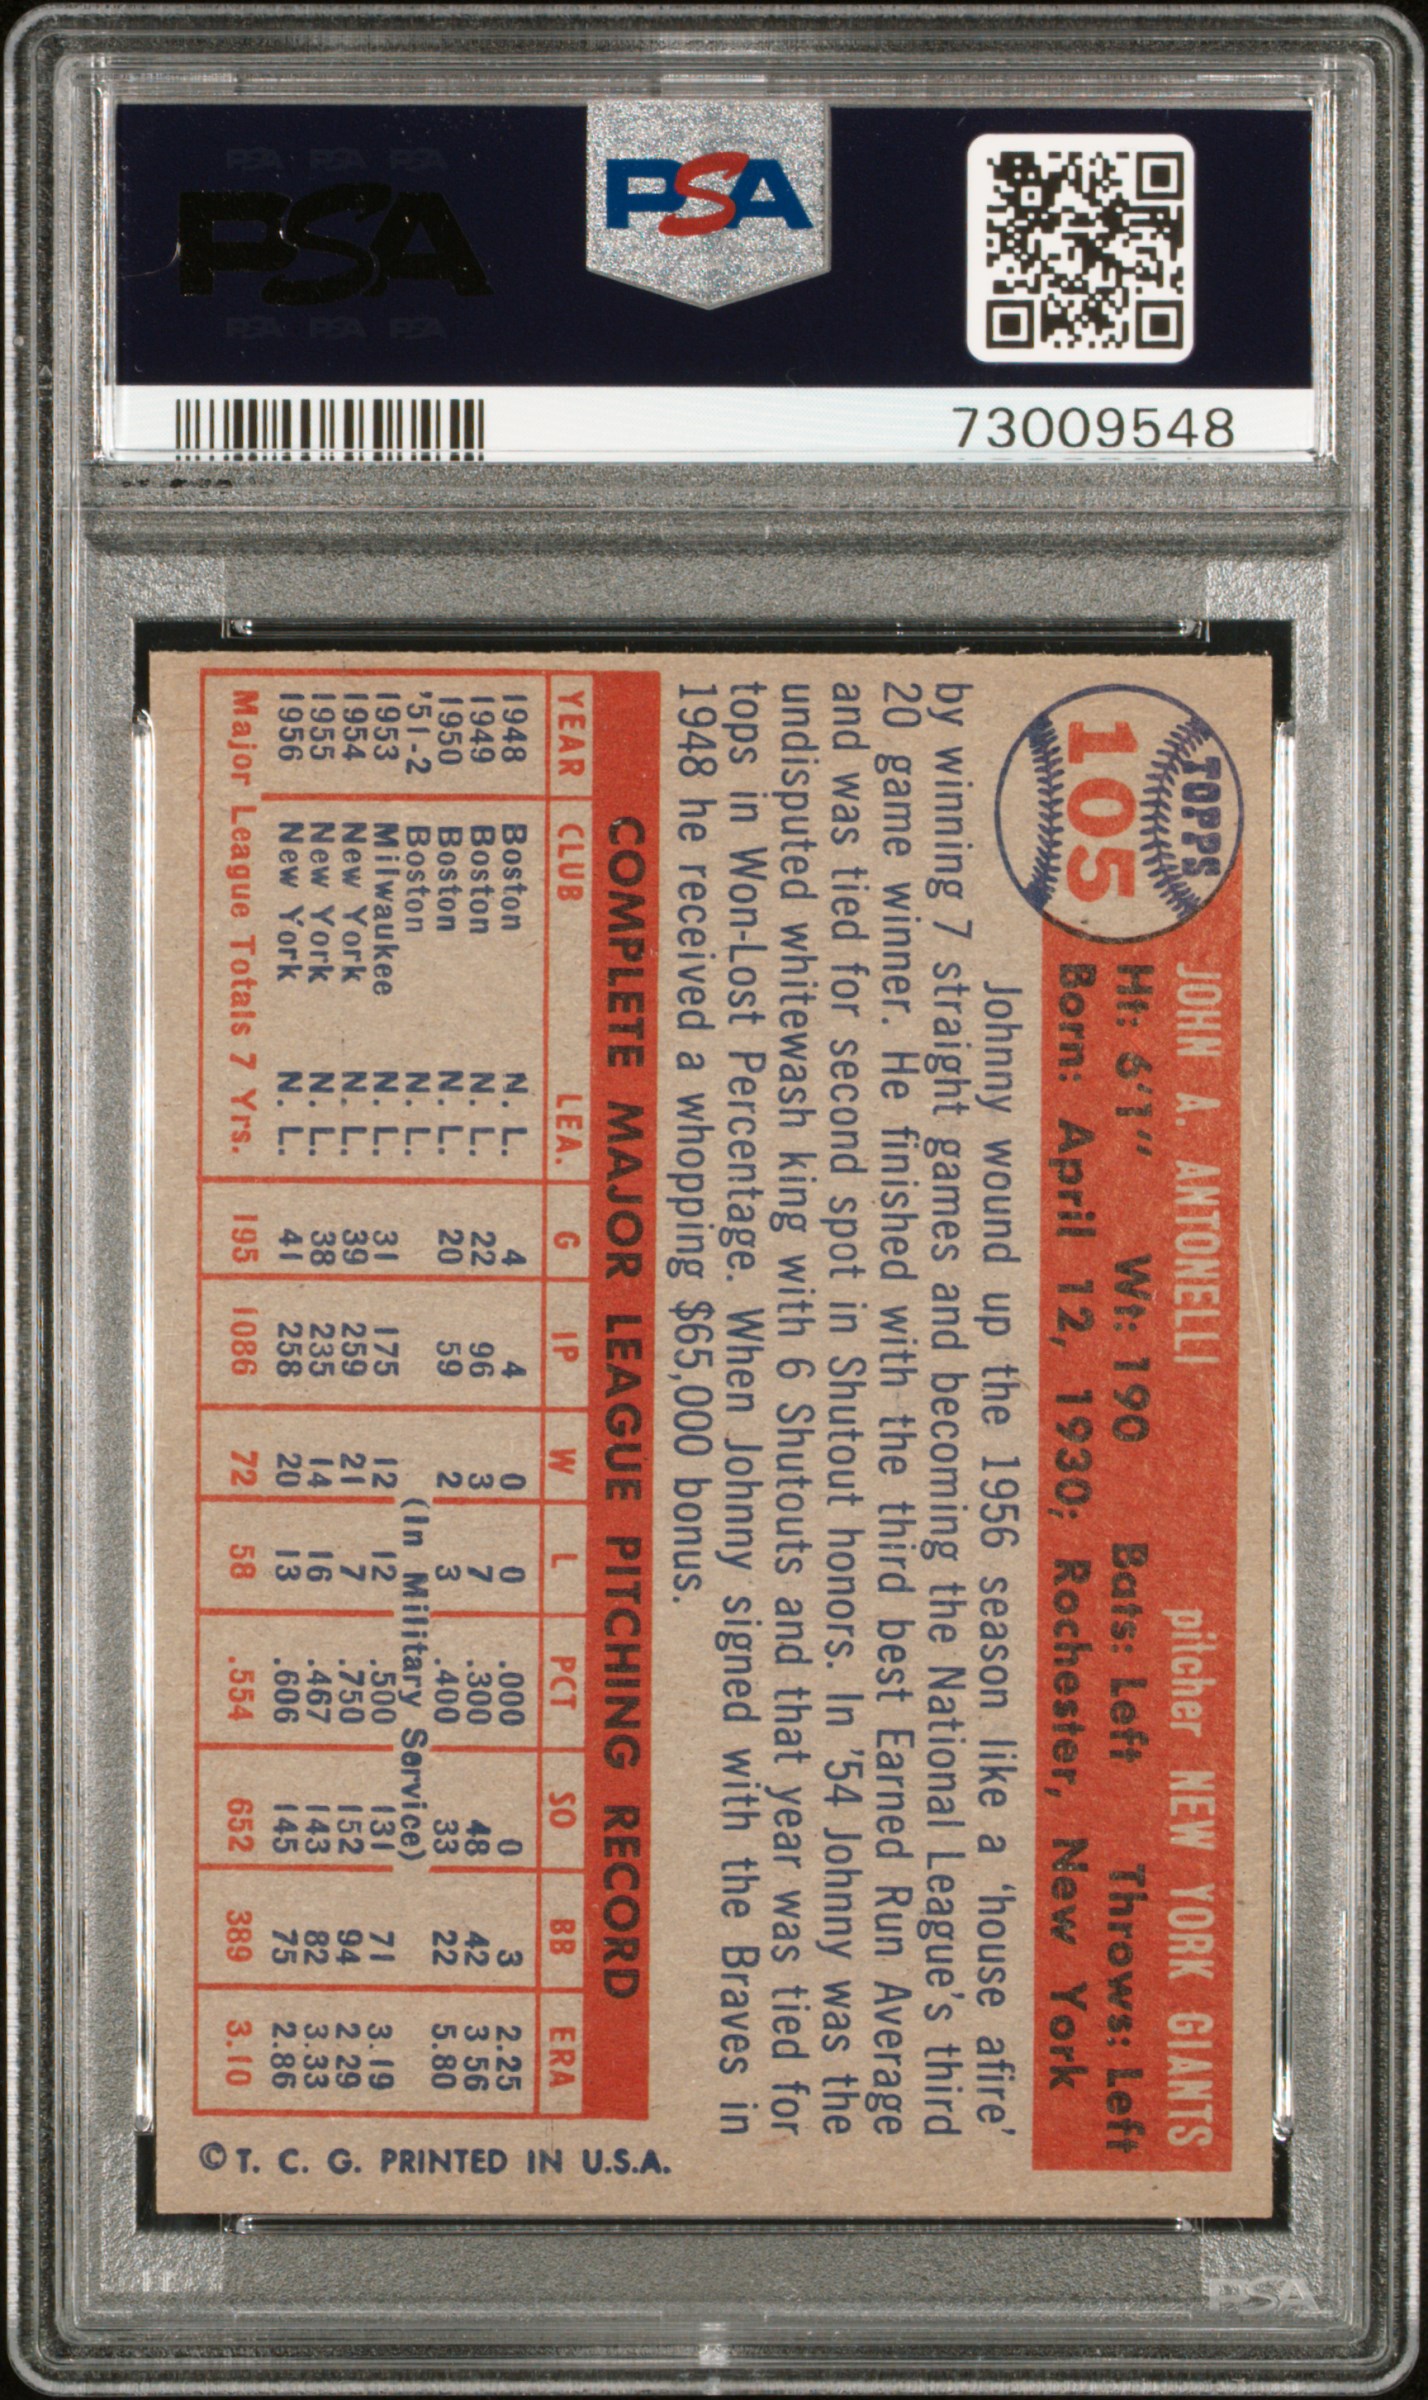 PSA PSA PSA
PSA
PSA PSA PSA
PSA
73009548
TOPPS
105
JOHN A. ANTONELLI pitcher NEW YORK GIANTS
Ht: 6'1" Wt: 190 Bats: Left Throws: Left
Born: April 12, 1930; Rochester, New York
Johnny wound up the 1956 season like a 'house afire'
by winning 7 straight games and becoming the National League's third
20 game winner. He finished with the third best Earned Run Average
and was tied for second spot in Shutout honors. In '54 Johnny was the
undisputed whitewash king with 6 Shutouts and that year was tied for
tops in Won-Lost Percentage. When Johnny signed with the Braves in
1948 he received a whopping $65,000 bonus.
COMPLETE MAJOR LEAGUE PITCHING RECORD
YEAR CLUB LEA. G IP W L PCT SO BB ERA
1948 Boston N. L. 4 4 0 0 .000 0 3 2.25
1949 Boston N. L. 22 96 3 7 .300 48 42 3.56
1950 Boston N. L. 20 59 2 3 .400 33 22 5.80
'51-2 Boston N. L. (In Military Service)
1953 Milwaukee N. L. 31 175 12 12 .500 131 71 3.19
1954 New York N. L. 39 259 21 7 .750 152 94 2.29
1955 New York N. L. 38 235 14 16 .467 143 82 3.33
1956 New York N. L. 41 258 20 13 .606 145 75 2.86
Major League Totals 7 Yrs. 195 1086 72 58 .554 652 389 3.10
© T. C. G. PRINTED IN U.S.A.
PSA